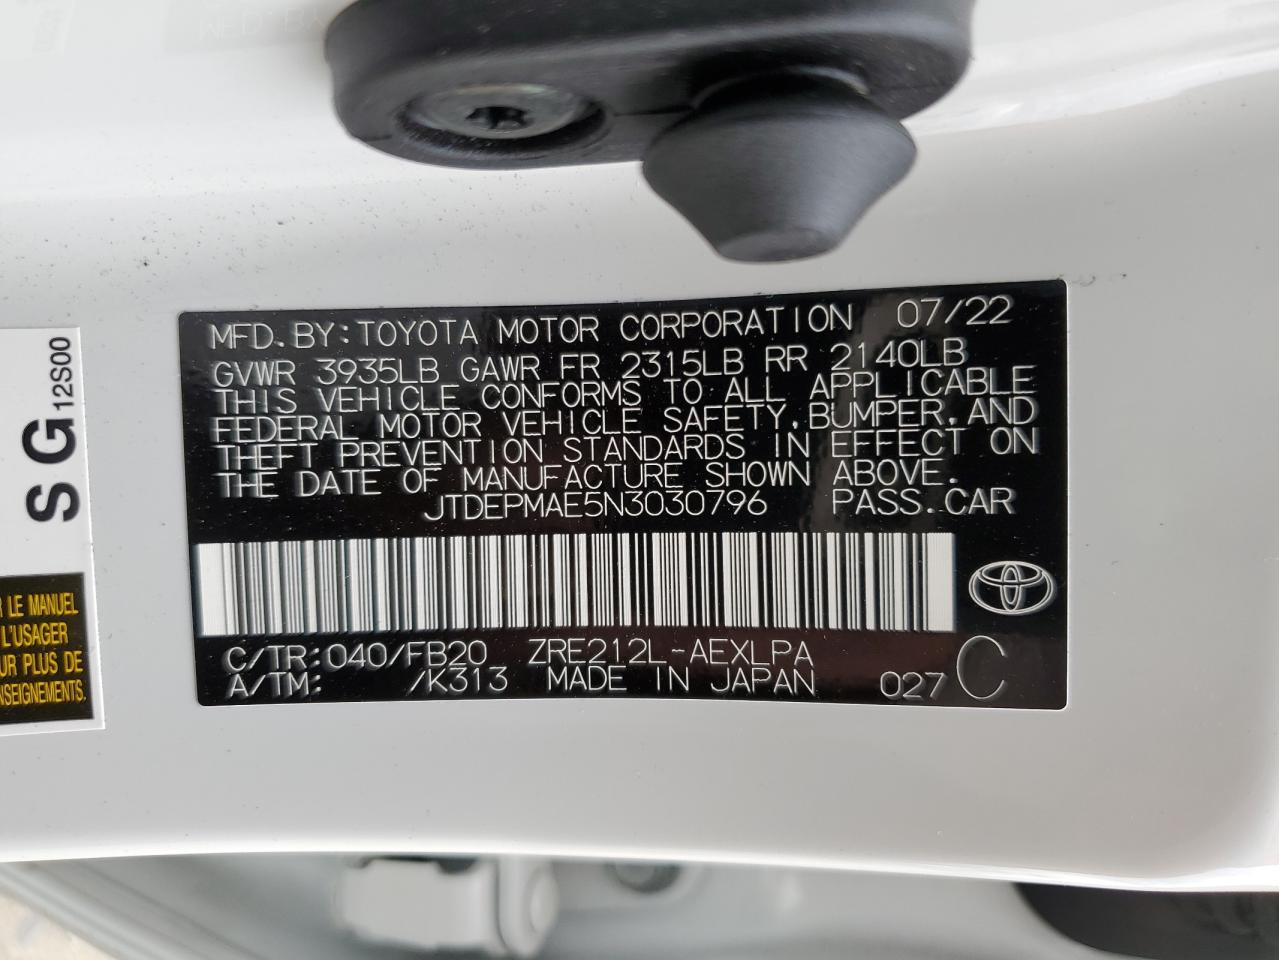 MFD.BY:TOYOTA MOTOR CORPORATION 07/22
GVWR 3935LB GAWR FR 2315LB RR 2140LB
THIS VEHICLE CONFORMS TO ALL APPLICABLE
FEDERAL MOTOR VEHICLE SAFETY,BUMPER,AND
THEFT PREVENTION STANDARDS IN EFFECT ON
THE DATE OF MANUFACTURE SHOWN ABOVE.
JTDEPMAE5N3030796 PASS.CAR
C/TR:040/FB20 ZRE212L-AEXLPA
A/TM: /K313 MADE IN JAPAN 027 C
S G 12S00
LE MANUEL
L'USAGER
PLUS DE